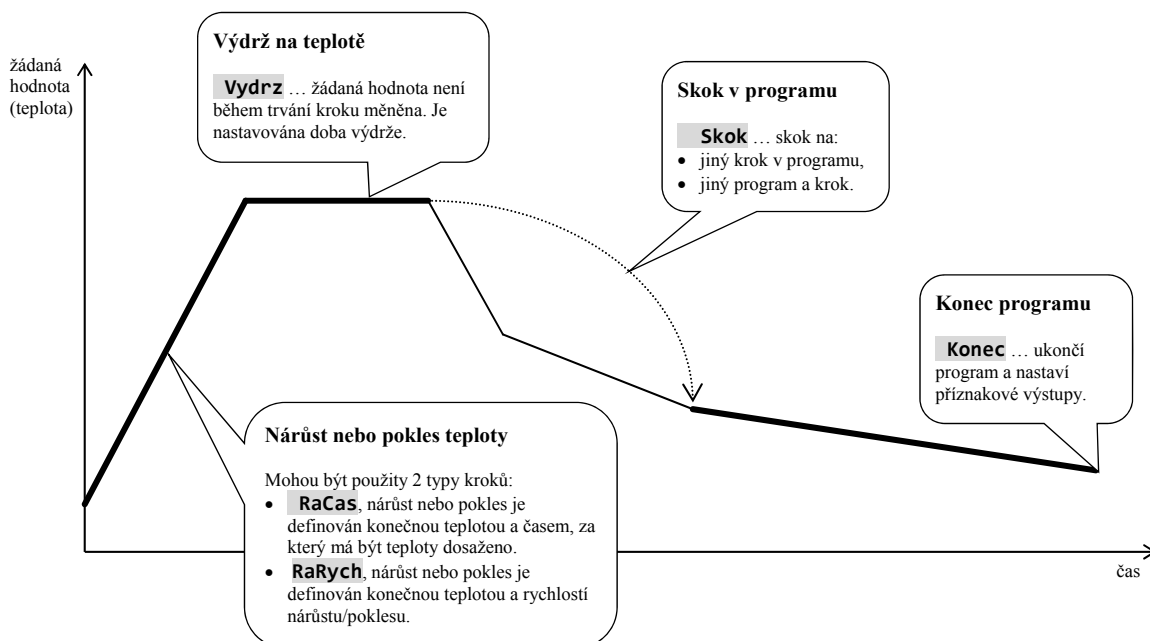 žádaná
hodnota
(teplota)
Výdrž na teplotě
Vydrz … žádaná hodnota není
během trvání kroku měněna. Je
nastavována doba výdrže.
Skok v programu
Skok … skok na:
• jiný krok v programu,
• jiný program a krok.
Konec programu
Konec … ukončí
program a nastaví
příznakové výstupy.
Nárůst nebo pokles teploty
Mohou být použity 2 typy kroků:
• RaCas, nárůst nebo pokles je
definován konečnou teplotou a časem, za
který má být teploty dosaženo.
• RaRych, nárůst nebo pokles je
definován konečnou teplotou a rychlostí
nárůstu/poklesu.
čas